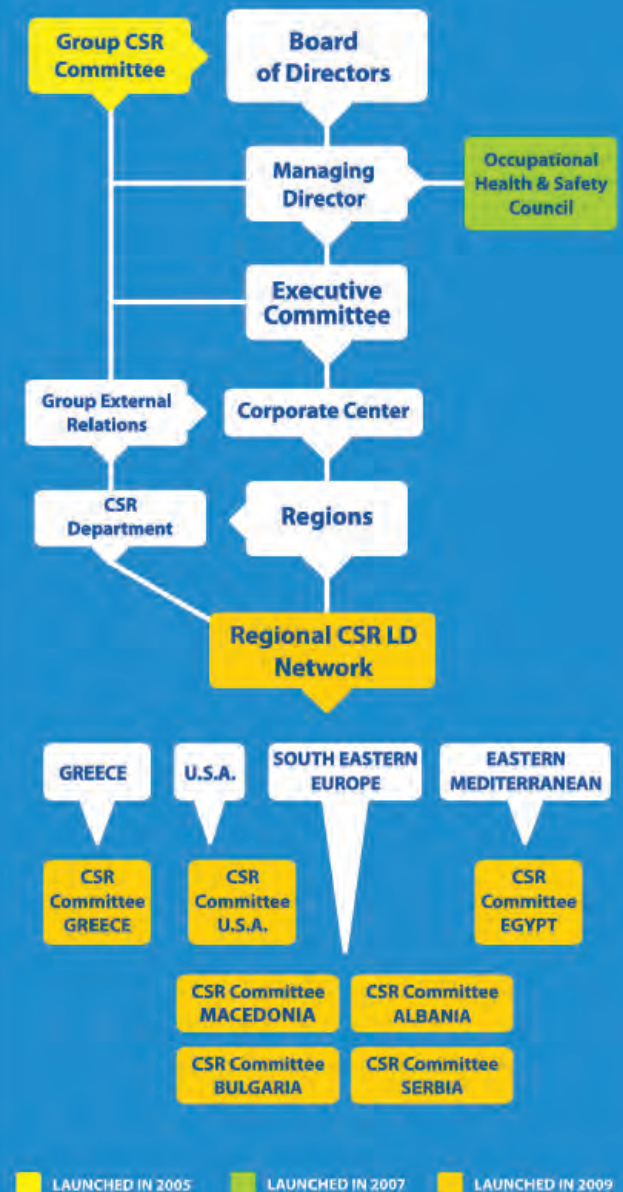 Group CSR
Committee
Board
of Directors
Managing
Director
Occupational
Health & Safety
Council
Executive
Committee
Group External
Relations
Corporate Center
CSR
Department
Regions
Regional CSR LD
Network
GREECE
U.S.A.
SOUTH EASTERN
EUROPE
EASTERN
MEDITERRANEAN
CSR
Committee
GREECE
CSR
Committee
U.S.A.
CSR
Committee
EGYPT
CSR Committee
MACEDONIA
CSR Committee
ALBANIA
CSR Committee
BULGARIA
CSR Committee
SERBIA
LAUNCHED IN 2005
LAUNCHED IN 2007
LAUNCHED IN 2009